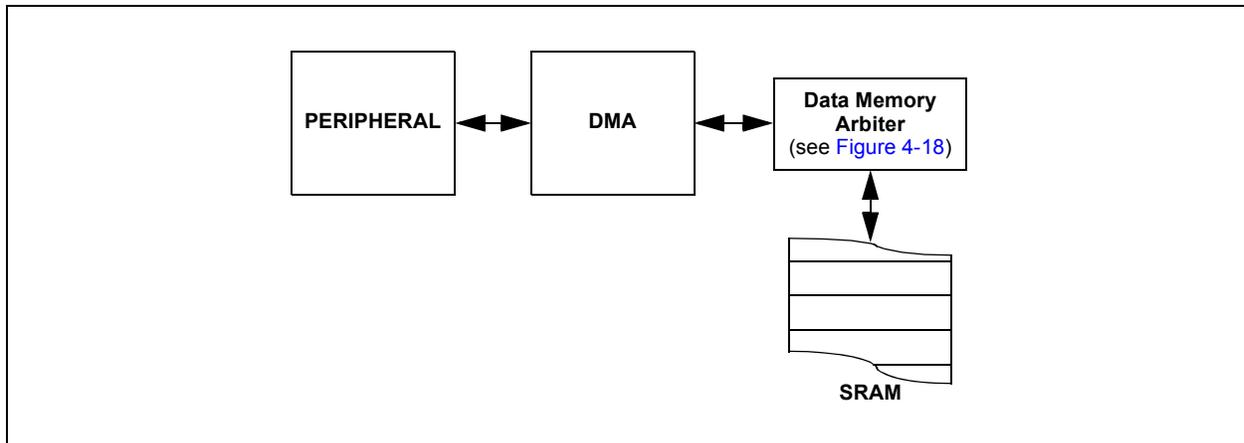 PERIPHERAL
DMA
Data Memory
Arbiter
(see Figure 4-18)
SRAM